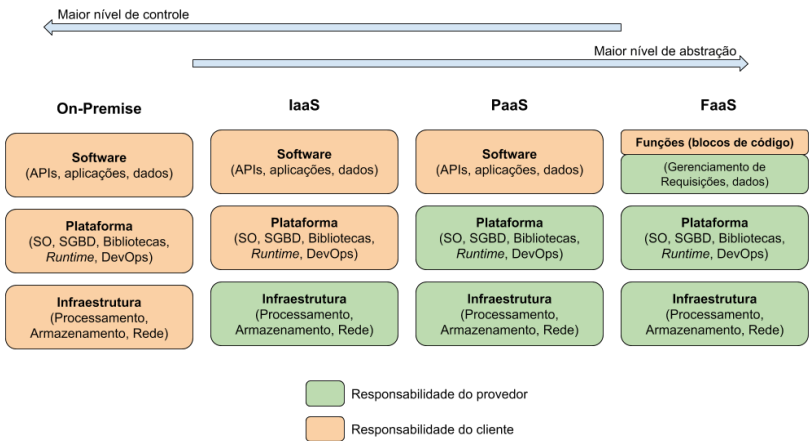 Maior nível de controle
Maior nível de abstração
On-Premise
IaaS
PaaS
FaaS
Software
(APIs, aplicações, dados)
Software
(APIs, aplicações, dados)
Software
(APIs, aplicações, dados)
Funções (blocos de código)
(Gerenciamento de
Requisições, dados)
Plataforma
(SO, SGBD, Bibliotecas,
Runtime, DevOps)
Plataforma
(SO, SGBD, Bibliotecas,
Runtime, DevOps)
Plataforma
(SO, SGBD, Bibliotecas,
Runtime, DevOps)
Plataforma
(SO, SGBD, Bibliotecas,
Runtime, DevOps)
Infraestrutura
(Processamento,
Armazenamento, Rede)
Infraestrutura
(Processamento,
Armazenamento, Rede)
Infraestrutura
(Processamento,
Armazenamento, Rede)
Infraestrutura
(Processamento,
Armazenamento, Rede)
Responsabilidade do provedor
Responsabilidade do cliente